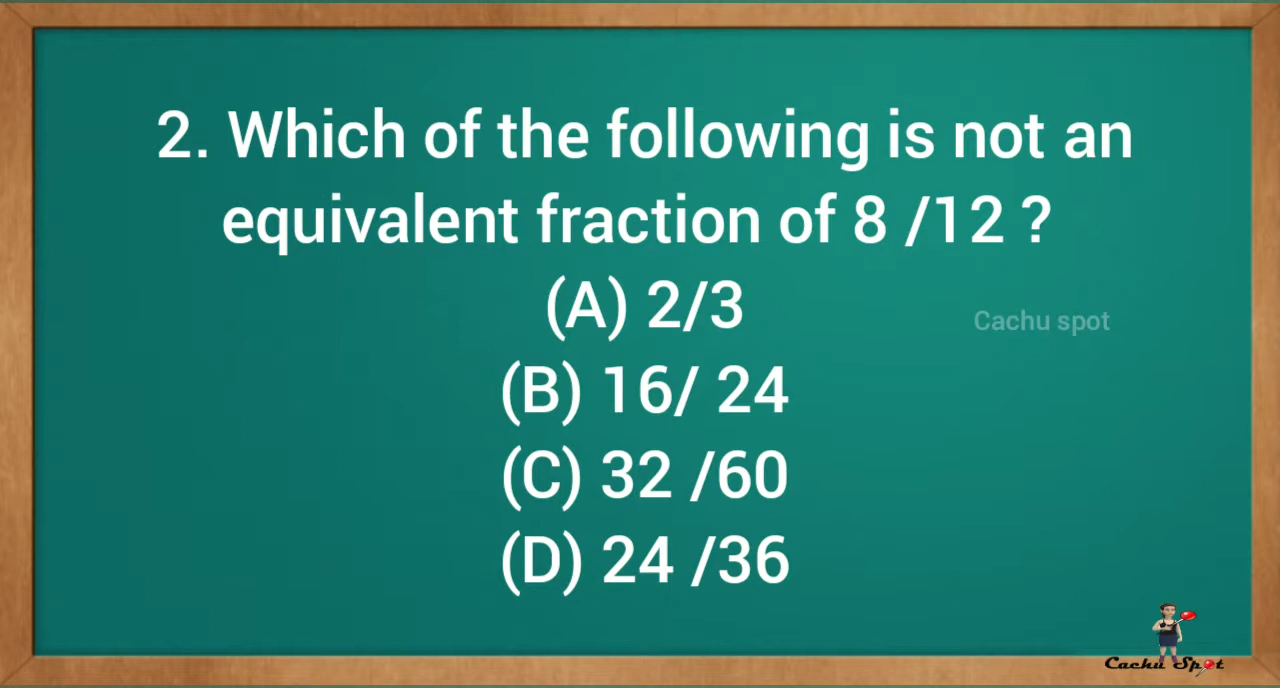 2. Which of the following is not an
equivalent fraction of 8 /12 ?
(A) 2/3
Cachu spot
(B) 16/ 24
(C) 32 /60
(D) 24 /36
Cachu Spot